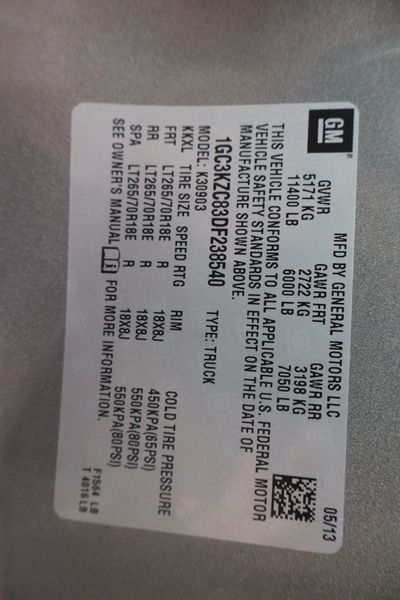 GM
MFD BY GENERAL MOTORS LLC 05/13
GVWR GAWR FRT GAWR RR
5171 KG 2722 KG 3198 KG
11400 LB 6000 LB 7050 LB
THIS VEHICLE CONFORMS TO ALL APPLICABLE U.S. FEDERAL MOTOR
VEHICLE SAFETY STANDARDS IN EFFECT ON THE DATE OF
MANUFACTURE SHOWN ABOVE.
1GC3KZC83DF238540 TYPE: TRUCK
MODEL: K30903
KKXL TIRE SIZE SPEED RTG RIM COLD TIRE PRESSURE
FRT LT265/70R18E R 18X8J 450KPA(65PSI)
RR LT265/70R18E R 18X8J 550KPA(80PSI)
SPA LT265/70R18E R 18X8J 550KPA(80PSI)
SEE OWNER'S MANUAL i FOR MORE INFORMATION.
F1564 LB
T 4016 LB